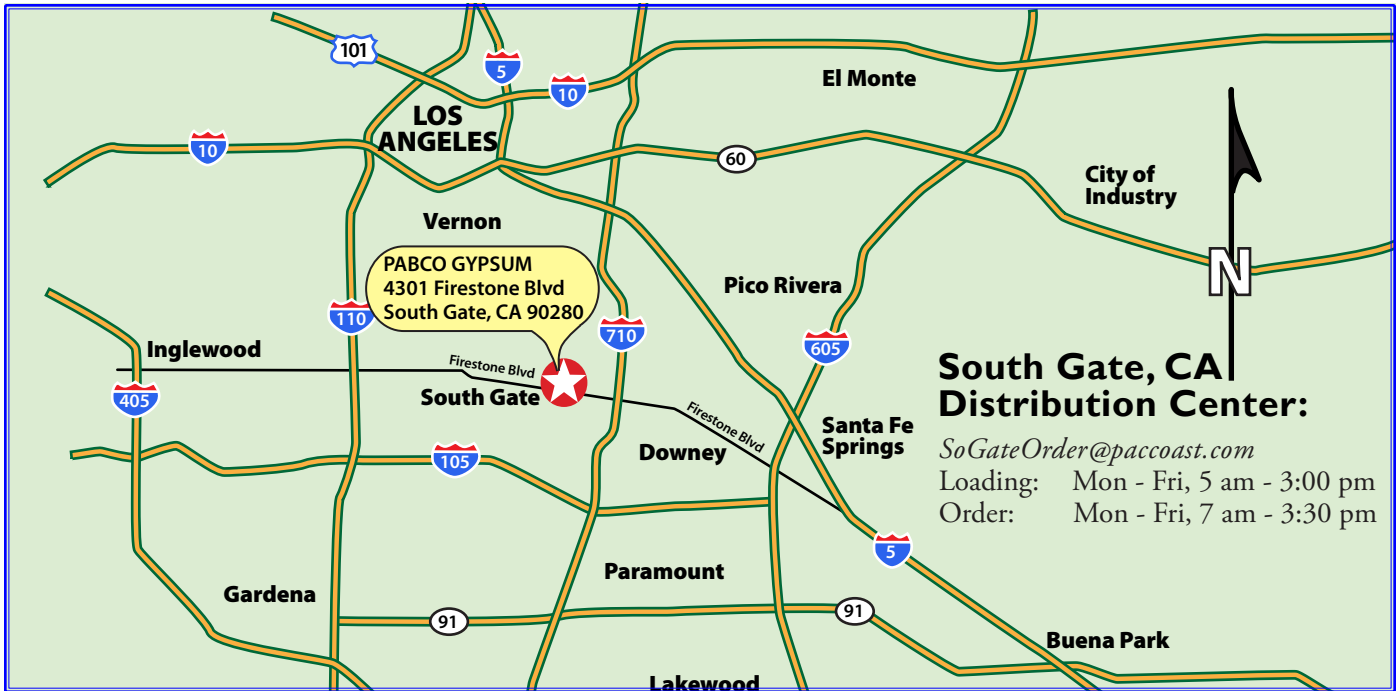 101
5
10
El Monte
LOS
ANGELES
10
60
City of
Industry
Vernon
N
PABCO GYPSUM
4301 Firestone Blvd
South Gate, CA 90280
Pico Rivera
110
710
605
Inglewood
Firestone Blvd
405
South Gate
Firestone Blvd
South Gate, CA
Distribution Center:
Santa Fe
Springs
Downey
105
SoGateOrder@paccoast.com
Loading: Mon - Fri, 5 am - 3:00 pm
Order: Mon - Fri, 7 am - 3:30 pm
5
Paramount
Gardena
91
91
Buena Park
Lakewood